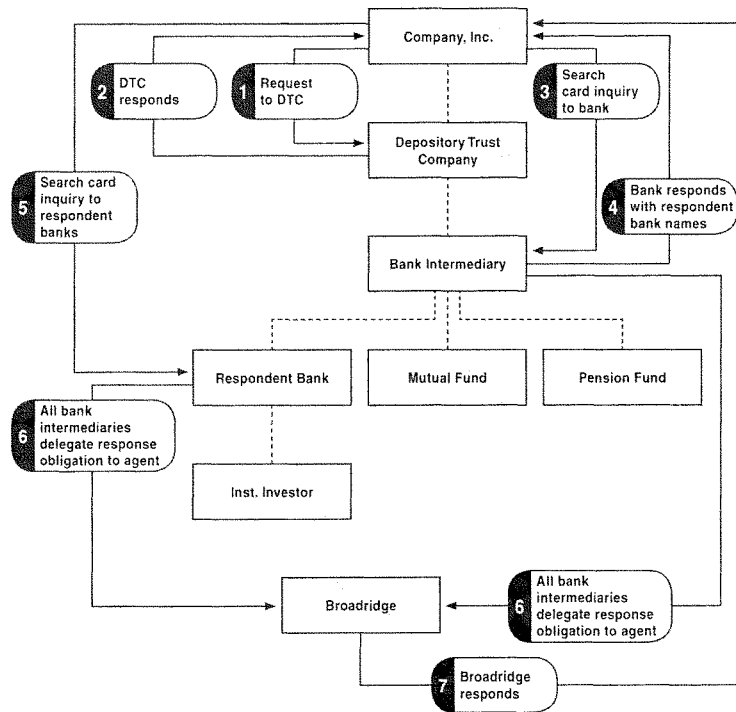 Company, Inc.
2
DTC
responds
1
Request
to DTC
3
Search
card inquiry
to bank
Depository Trust
Company
5
Search card
inquiry to
respondent
banks
4
Bank responds
with respondent
bank names
Bank Intermediary
Respondent Bank
Mutual Fund
Pension Fund
6
All bank
intermediaries
delegate response
obligation to agent
Inst. Investor
Broadridge
6
All bank
intermediaries
delegate response
obligation to agent
7
Broadridge
responds